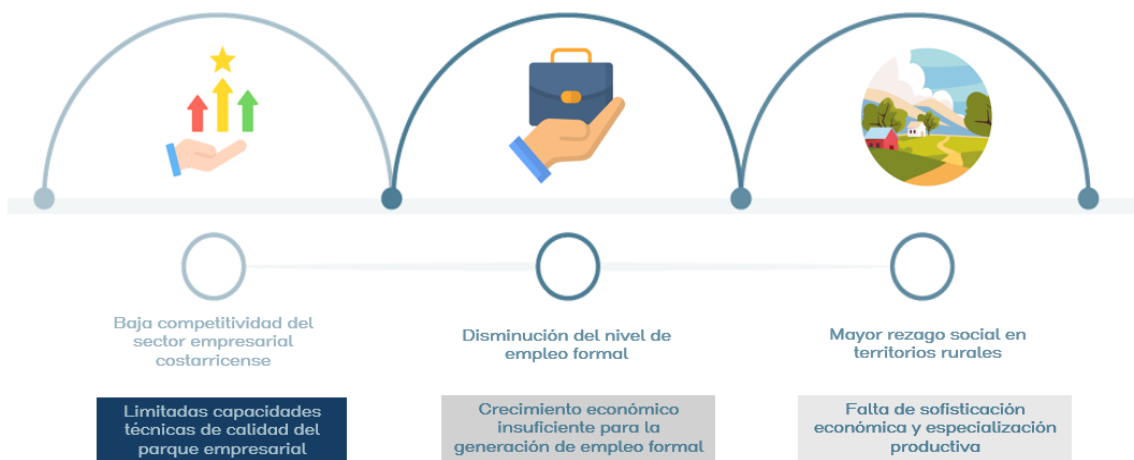 Baja competitividad del
sector empresarial
costarricense
Disminución del nivel de
empleo formal
Mayor rezago social en
territorios rurales
Limitadas capacidades
técnicas de calidad del
parque empresarial
Crecimiento económico
insuficiente para la
generación de empleo formal
Falta de sofisticación
económica y especialización
productiva